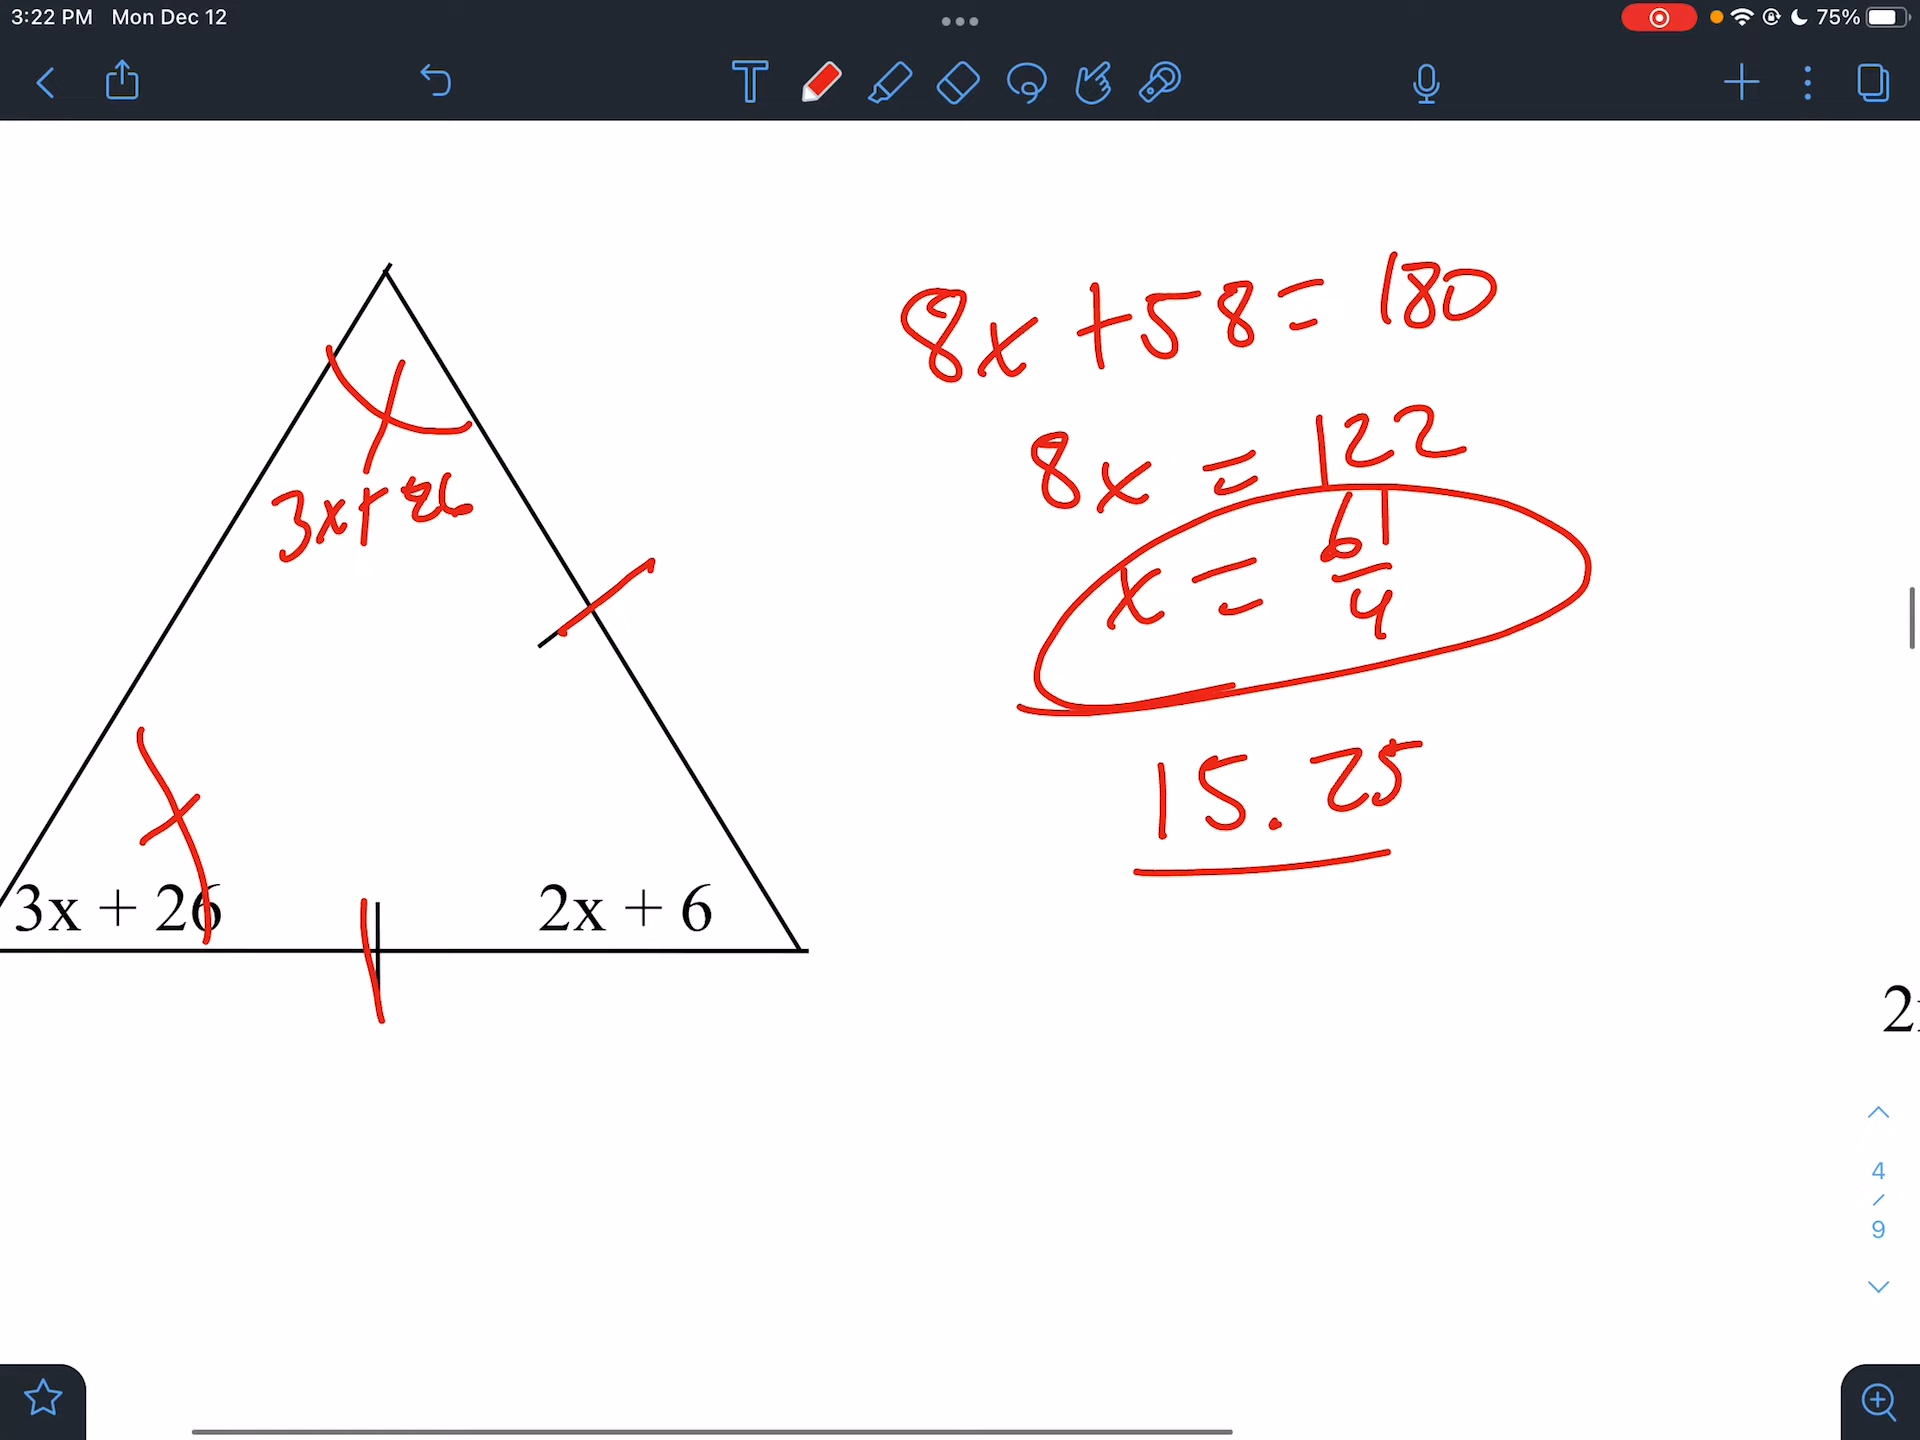 3:22 PM Mon Dec 12
75%
T
8x + 58 = 180
8x = 122
3x + 26
x = 61/4
15.25
3x + 26
2x + 6
4
/
9